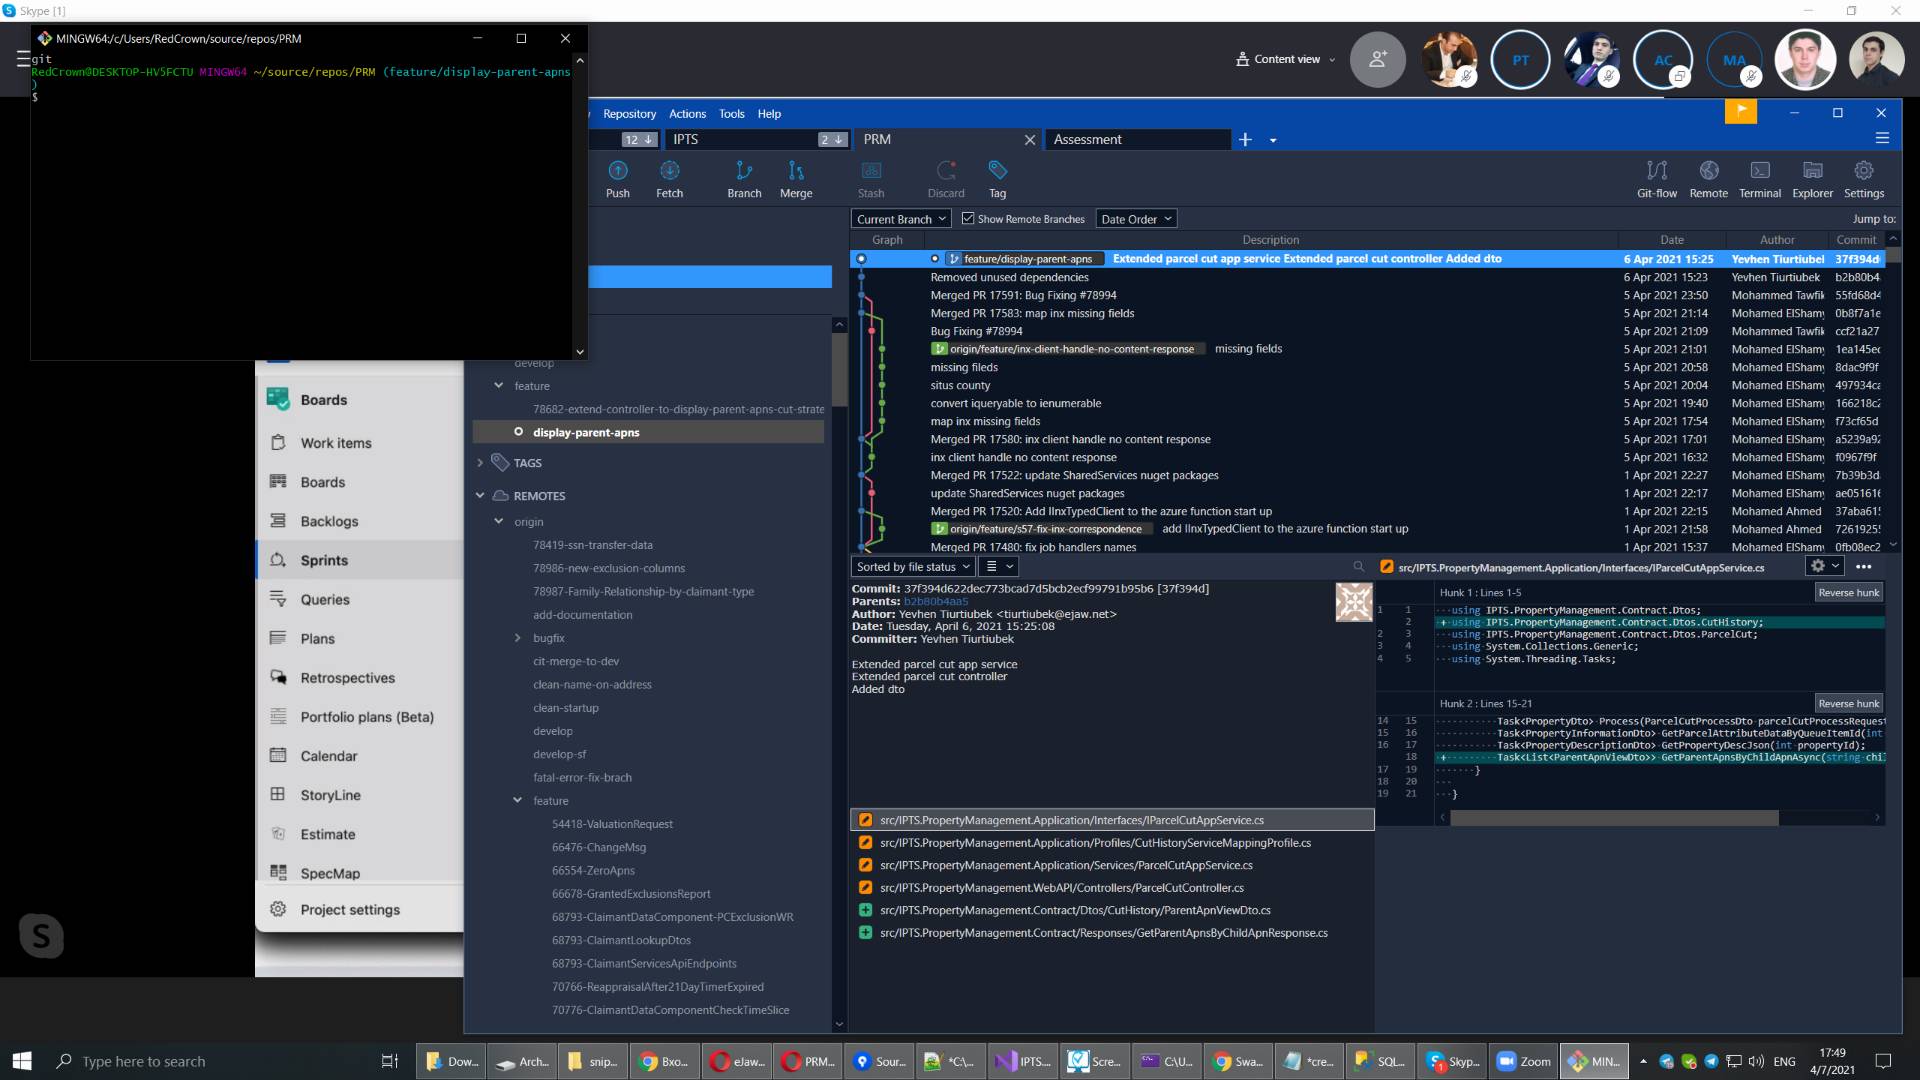 Skype [1]
MINGW64:/c/Users/RedCrown/source/repos/PRM
git
RedCrown@DESKTOP-HV5FCTU MINGW64 ~/source/repos/PRM (feature/display-parent-apns
)
$
Content view
PT
AC
MA
Repository Actions Tools Help
12
IPTS
2
PRM
Assessment
Push
Fetch
Branch
Merge
Stash
Discard
Tag
Git-flow
Remote
Terminal
Explorer
Settings
Current Branch
Show Remote Branches
Date Order
Jump to:
Graph Description Date Author Commit
feature/display-parent-apns Extended parcel cut app service Extended parcel cut controller Added dto 6 Apr 2021 15:25 Yevhen Tiurtiubel 37f394d
Removed unused dependencies 6 Apr 2021 15:23 Yevhen Tiurtiubek b2b80b4
Merged PR 17591: Bug Fixing #78994 5 Apr 2021 23:50 Mohammed Tawfik 55fd68d4
Merged PR 17583: map inx missing fields 5 Apr 2021 21:14 Mohamed ElShamy 0b8f7a1e
Bug Fixing #78994 5 Apr 2021 21:09 Mohammed Tawfik ccf21a27
origin/feature/inx-client-handle-no-content-response missing fields 5 Apr 2021 21:01 Mohamed ElShamy 1ea145ec
missing fileds 5 Apr 2021 20:58 Mohamed ElShamy 8dac9f9f
situs county 5 Apr 2021 20:04 Mohamed ElShamy 497934ca
convert iqueryable to ienumerable 5 Apr 2021 19:40 Mohamed ElShamy 166218c2
map inx missing fields 5 Apr 2021 17:54 Mohamed ElShamy f73cf65d
Merged PR 17580: inx client handle no content response 5 Apr 2021 17:01 Mohamed ElShamy a5239a92
inx client handle no content response 5 Apr 2021 16:32 Mohamed ElShamy f0967f9f
Merged PR 17522: update SharedServices nuget packages 1 Apr 2021 22:27 Mohamed ElShamy 7b39b3d
update SharedServices nuget packages 1 Apr 2021 22:17 Mohamed ElShamy ae051616
Merged PR 17520: Add IInxTypedClient to the azure function start up 1 Apr 2021 22:15 Mohamed Ahmed 37aba615
origin/feature/s57-fix-inx-correspondence add IInxTypedClient to the azure function start up 1 Apr 2021 21:58 Mohamed Ahmed 72619255
Merged PR 17480: fix job handlers names 1 Apr 2021 15:37 Mohamed ElShamy 0fb08ec2
Boards
Work items
Boards
Backlogs
Sprints
Queries
Plans
Retrospectives
Portfolio plans (Beta)
Calendar
StoryLine
Estimate
SpecMap
Project settings
develop
feature
78682-extend-controller-to-display-parent-apns-cut-strate
display-parent-apns
TAGS
REMOTES
origin
78419-ssn-transfer-data
78986-new-exclusion-columns
78987-Family-Relationship-by-claimant-type
add-documentation
bugfix
cit-merge-to-dev
clean-name-on-address
clean-startup
develop
develop-sf
fatal-error-fix-brach
feature
54418-ValuationRequest
66476-ChangeMsg
66554-ZeroApns
66678-GrantedExclusionsReport
68793-ClaimantDataComponent-PCExclusionWR
68793-ClaimantLookupDtos
68793-ClaimantServicesApiEndpoints
70766-ReappraisalAfter21DayTimerExpired
70776-ClaimantDataComponentCheckTimeSlice
Sorted by file status
Commit: 37f394d622dec773bcad7d5bcb2ecf99791b95b6 [37f394d]
Parents: b2b80b4aa5
Author: Yevhen Tiurtiubek <tiurtiubek@ejaw.net>
Date: Tuesday, April 6, 2021 15:25:08
Committer: Yevhen Tiurtiubek
Extended parcel cut app service
Extended parcel cut controller
Added dto
src/IPTS.PropertyManagement.Application/Interfaces/IParcelCutAppService.cs
src/IPTS.PropertyManagement.Application/Profiles/CutHistoryServiceMappingProfile.cs
src/IPTS.PropertyManagement.Application/Services/ParcelCutAppService.cs
src/IPTS.PropertyManagement.WebAPI/Controllers/ParcelCutController.cs
src/IPTS.PropertyManagement.Contract/Dtos/CutHistory/ParentApnViewDto.cs
src/IPTS.PropertyManagement.Contract/Responses/GetParentApnsByChildApnResponse.cs
src/IPTS.PropertyManagement.Application/Interfaces/IParcelCutAppService.cs
Hunk 1 : Lines 1-5 Reverse hunk
1 1 using IPTS.PropertyManagement.Contract.Dtos;
2 + using IPTS.PropertyManagement.Contract.Dtos.CutHistory;
2 3 using IPTS.PropertyManagement.Contract.Dtos.ParcelCut;
3 4 using System.Collections.Generic;
4 5 using System.Threading.Tasks;
Hunk 2 : Lines 15-21 Reverse hunk
14 15 Task<PropertyDto> Process(ParcelCutProcessDto parcelCutProcessRequest
15 16 Task<PropertyInformationDto> GetParcelAttributeDataByQueueItemId(int
16 17 Task<PropertyDescriptionDto> GetPropertyDescJson(int propertyId);
18 + Task<List<ParentApnViewDto>> GetParentApnsByChildApnAsync(string chi
17 19 }
18 20
19 21 }
Type here to search
Dow...
Arch...
snip...
Bxo...
eJaw...
PRM...
Sour...
*C:\...
IPTS...
Scre...
C:\U...
Swa...
*cre...
SQL...
Skyp...
Zoom
MIN...
ENG
17:49
4/7/2021